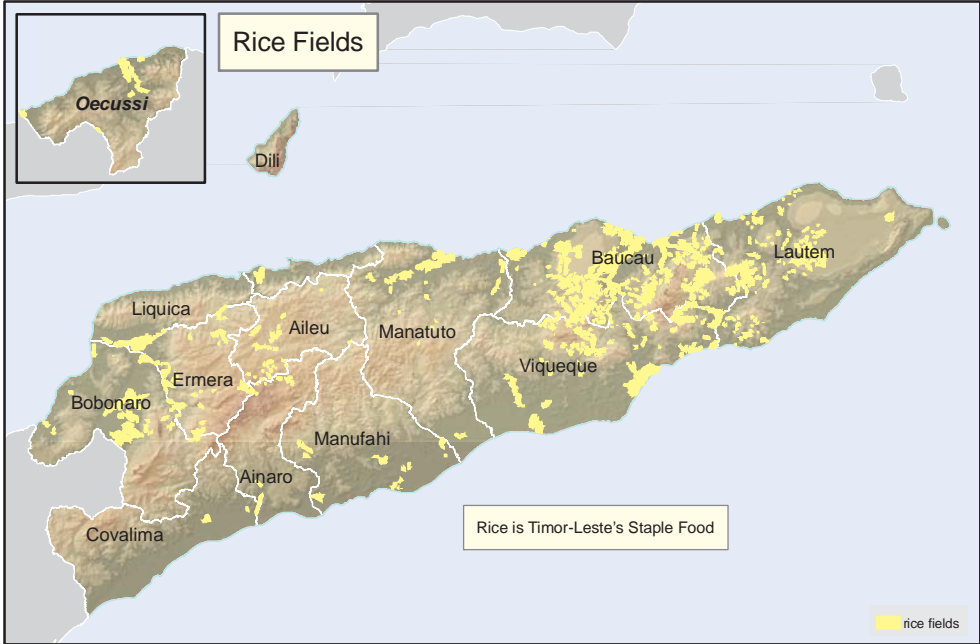 Rice Fields
Oecussi
Dili
Baucau
Lautem
Liquica
Aileu
Manatuto
Viqueque
Ermera
Bobonaro
Manufahi
Ainaro
Covalima
Rice is Timor-Leste's Staple Food
rice fields